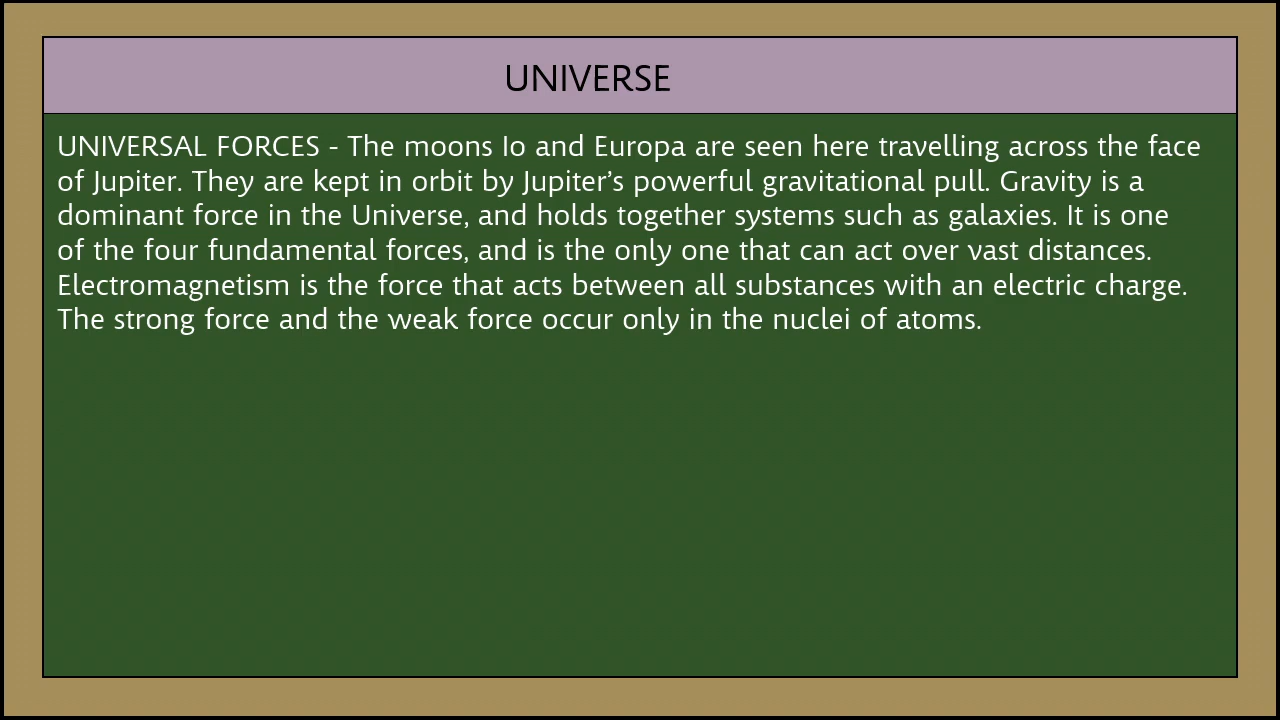 UNIVERSE
UNIVERSAL FORCES - The moons Io and Europa are seen here travelling across the face
of Jupiter. They are kept in orbit by Jupiter’s powerful gravitational pull. Gravity is a
dominant force in the Universe, and holds together systems such as galaxies. It is one
of the four fundamental forces, and is the only one that can act over vast distances.
Electromagnetism is the force that acts between all substances with an electric charge.
The strong force and the weak force occur only in the nuclei of atoms.